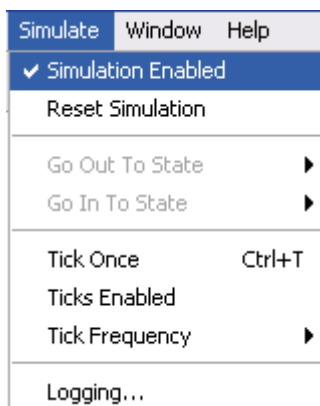 Simulate Window Help
Simulation Enabled
Reset Simulation
Go Out To State
Go In To State
Tick Once Ctrl+T
Ticks Enabled
Tick Frequency
Logging...